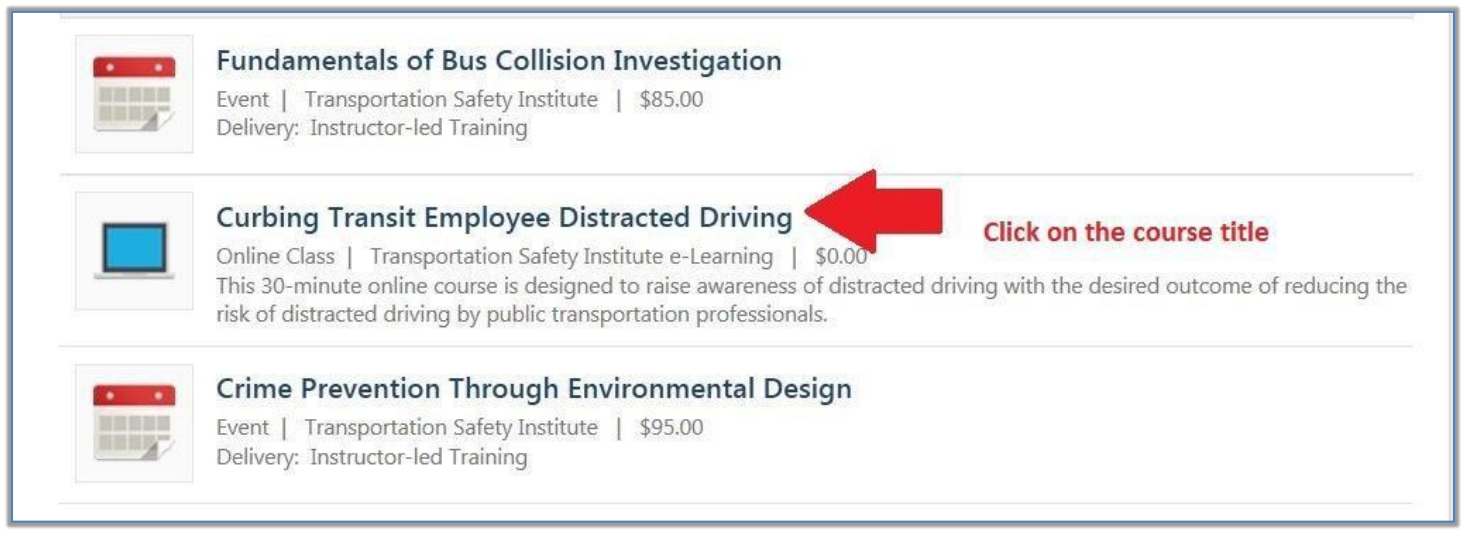 Fundamentals of Bus Collision Investigation
Event | Transportation Safety Institute | $85.00
Delivery: Instructor-led Training
Curbing Transit Employee Distracted Driving
Click on the course title
Online Class | Transportation Safety Institute e-Learning | $0.00
This 30-minute online course is designed to raise awareness of distracted driving with the desired outcome of reducing the
risk of distracted driving by public transportation professionals.
Crime Prevention Through Environmental Design
Event | Transportation Safety Institute | $95.00
Delivery: Instructor-led Training